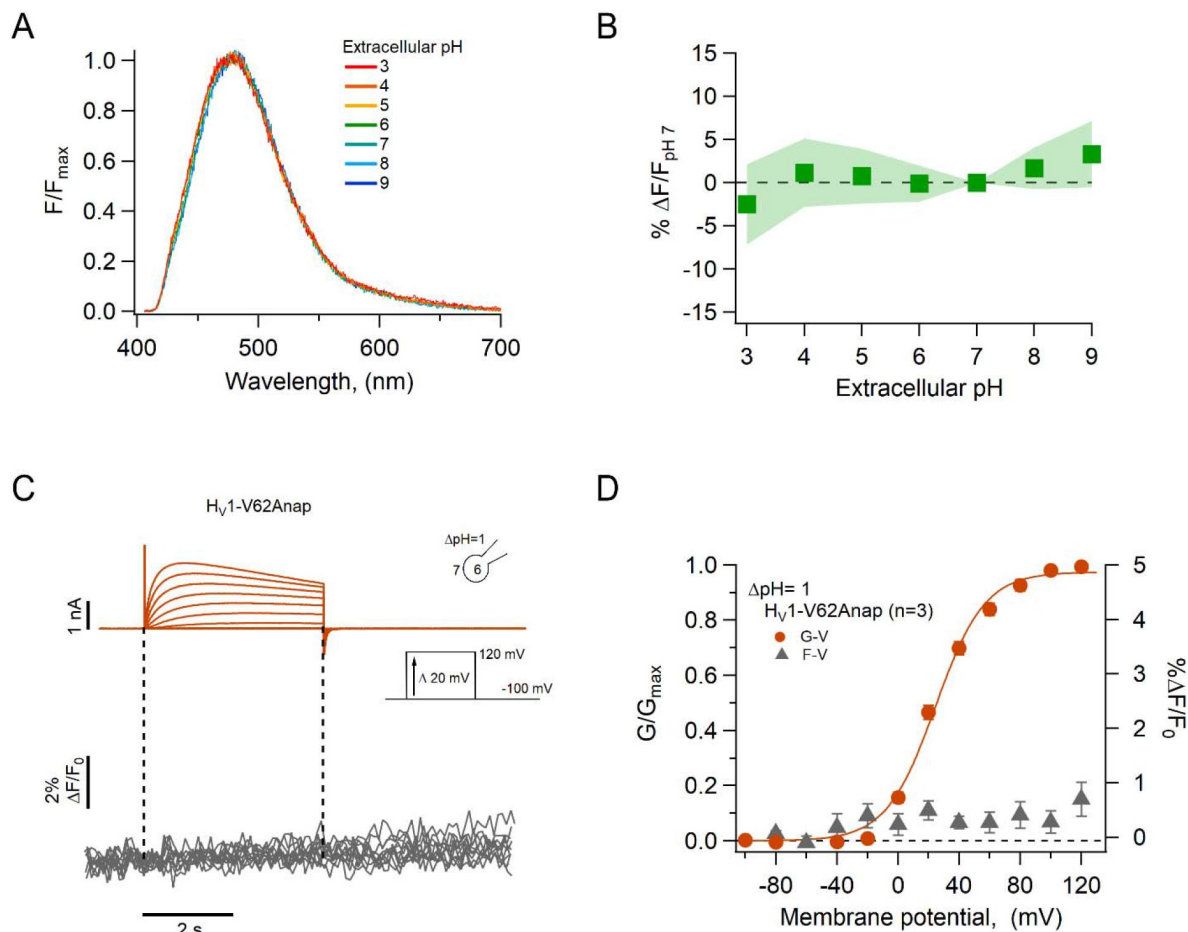 A
Extracellular pH
3
4
5
6
7
8
9
F/Fmax
1.0
0.8
0.6
0.4
0.2
0.0
400
500
600
700
Wavelength, (nm)
B
% ΔF/FpH 7
15
10
5
0
-5
-10
-15
3
4
5
6
7
8
9
Extracellular pH
C
HV1-V62Anap
ΔpH=1
7
6
1 nA
120 mV
Δ 20 mV
-100 mV
2%
ΔF/F0
2 s
D
G/Gmax
1.0
0.8
0.6
0.4
0.2
0.0
ΔpH= 1
HV1-V62Anap (n=3)
G-V
F-V
5
4
3
2
1
0
%ΔF/F0
-80
-40
0
40
80
120
Membrane potential, (mV)